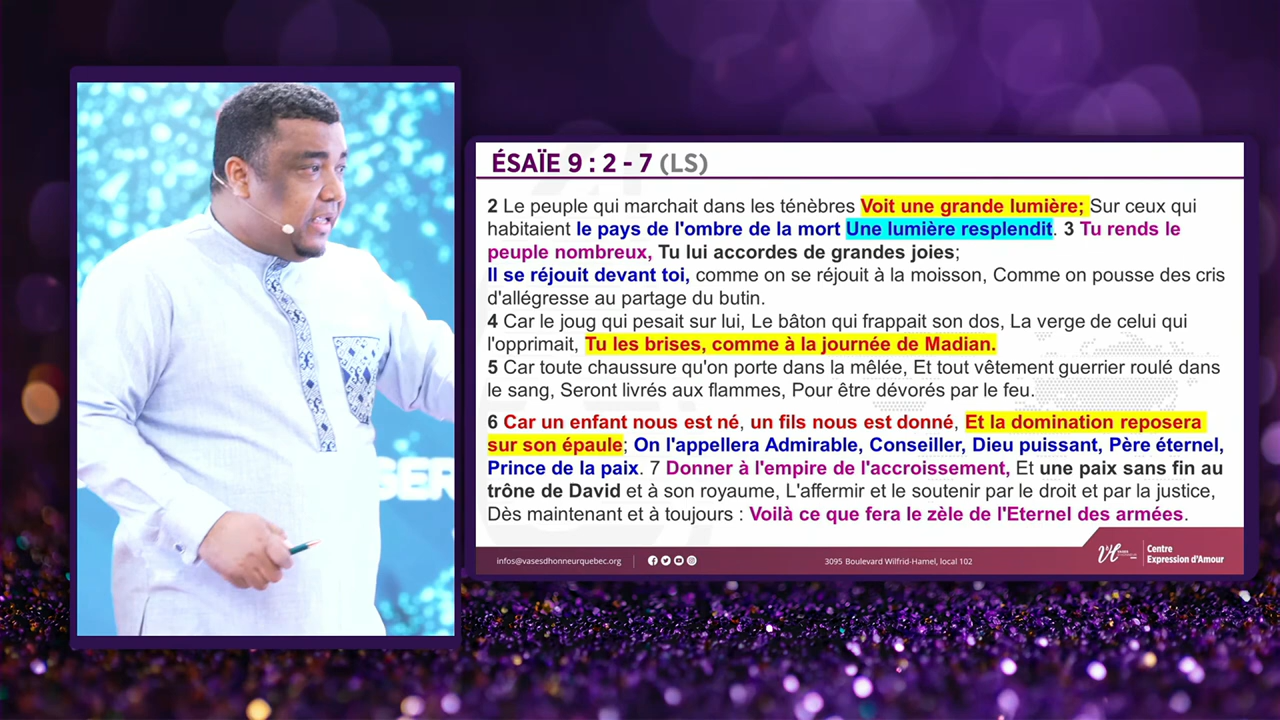 ÉSAÏE 9 : 2 - 7 (LS)
2 Le peuple qui marchait dans les ténèbres Voit une grande lumière; Sur ceux qui
habitaient le pays de l'ombre de la mort Une lumière resplendit. 3 Tu rends le
peuple nombreux, Tu lui accordes de grandes joies;
Il se réjouit devant toi, comme on se réjouit à la moisson, Comme on pousse des cris
d'allégresse au partage du butin.
4 Car le joug qui pesait sur lui, Le bâton qui frappait son dos, La verge de celui qui
l'opprimait, Tu les brises, comme à la journée de Madian.
5 Car toute chaussure qu'on porte dans la mêlée, Et tout vêtement guerrier roulé dans
le sang, Seront livrés aux flammes, Pour être dévorés par le feu.
6 Car un enfant nous est né, un fils nous est donné, Et la domination reposera
sur son épaule; On l'appellera Admirable, Conseiller, Dieu puissant, Père éternel,
Prince de la paix. 7 Donner à l'empire de l'accroissement, Et une paix sans fin au
trône de David et à son royaume, L'affermir et le soutenir par le droit et par la justice,
Dès maintenant et à toujours : Voilà ce que fera le zèle de l'Eternel des armées.
infos@vasesdhonneurquebec.org
3095 Boulevard Wilfrid-Hamel, local 102
Centre
Expression d'Amour